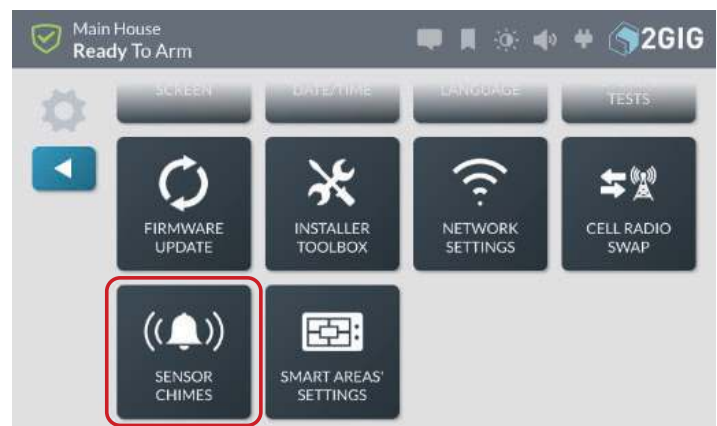 Main House
Ready To Arm
2GIG
SCREEN
DATE/TIME
LANGUAGE
TESTS
FIRMWARE
UPDATE
INSTALLER
TOOLBOX
NETWORK
SETTINGS
CELL RADIO
SWAP
SENSOR
CHIMES
SMART AREAS'
SETTINGS